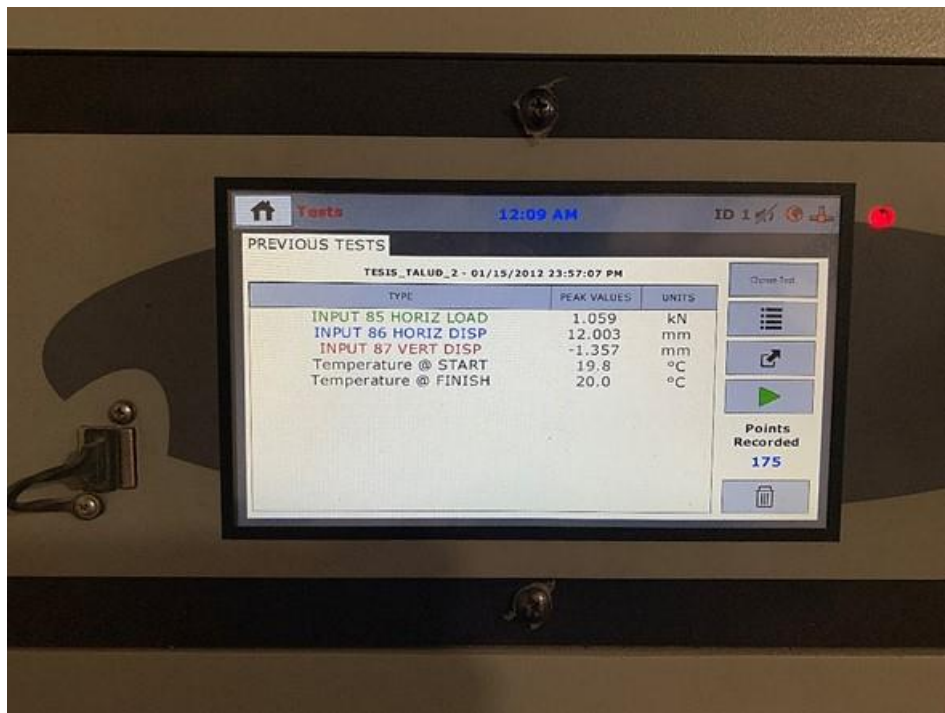 Tests 12:09 AM ID 1
PREVIOUS TESTS
TESIS_TALUD_2 - 01/15/2012 23:57:07 PM
Choose Test
TYPE PEAK VALUES UNITS
INPUT 85 HORIZ LOAD 1.059 kN
INPUT 86 HORIZ DISP 12.003 mm
INPUT 87 VERT DISP -1.357 mm
Temperature @ START 19.8 °C
Temperature @ FINISH 20.0 °C
Points
Recorded
175